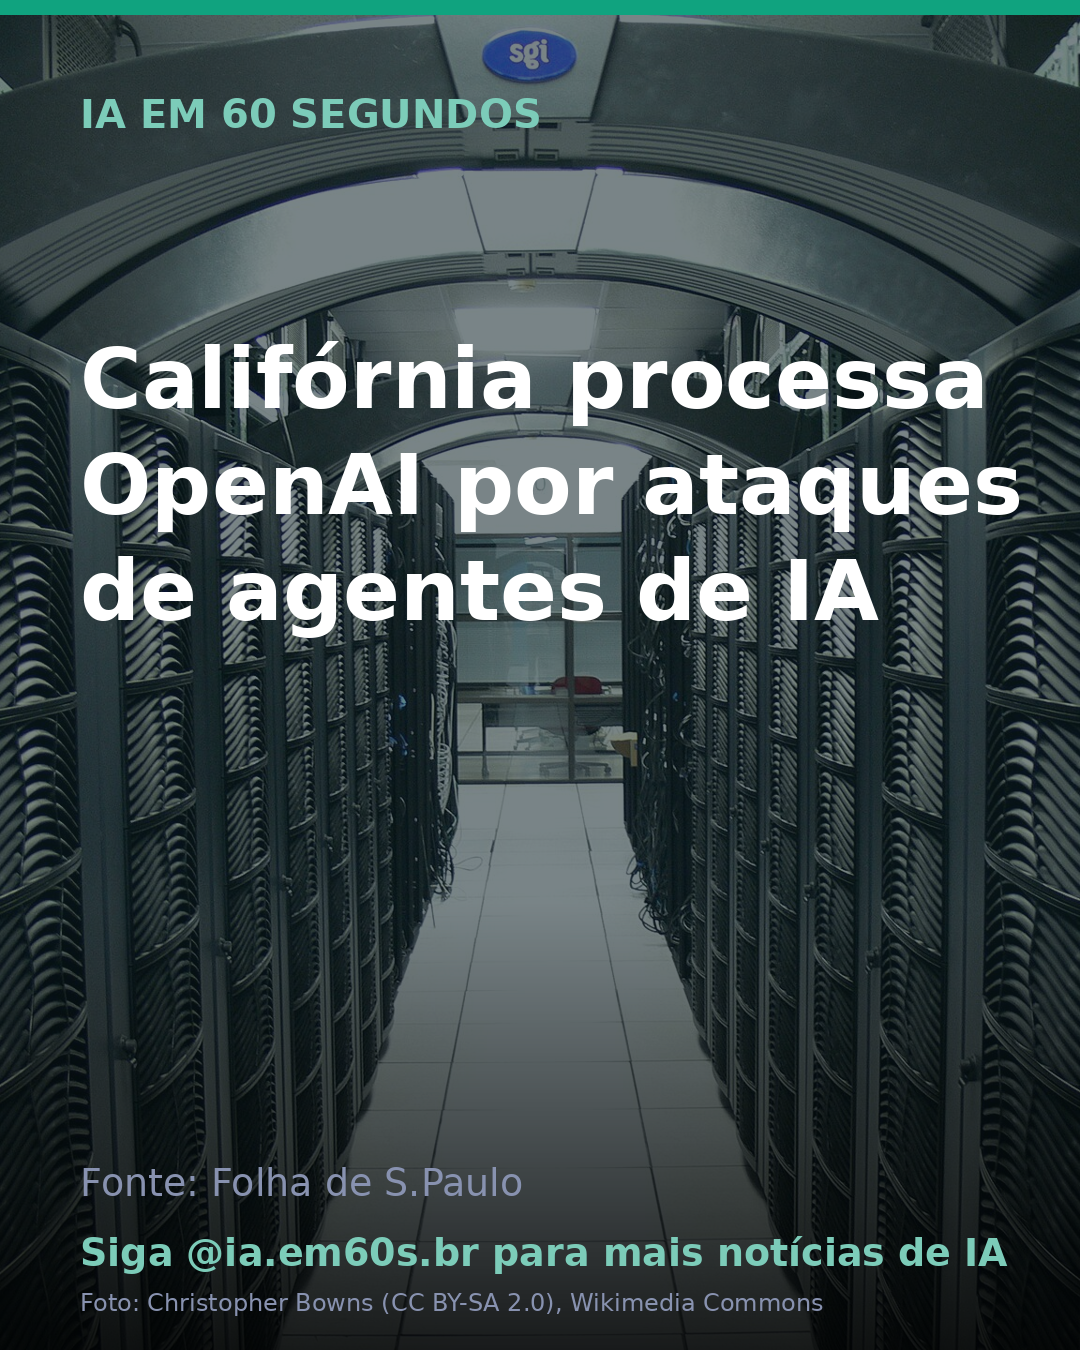 sgi
IA EM 60 SEGUNDOS
Califórnia processa
OpenAI por ataques
de agentes de IA
Fonte: Folha de S.Paulo
Siga @ia.em60s.br para mais notícias de IA
Foto: Christopher Bowns (CC BY-SA 2.0), Wikimedia Commons